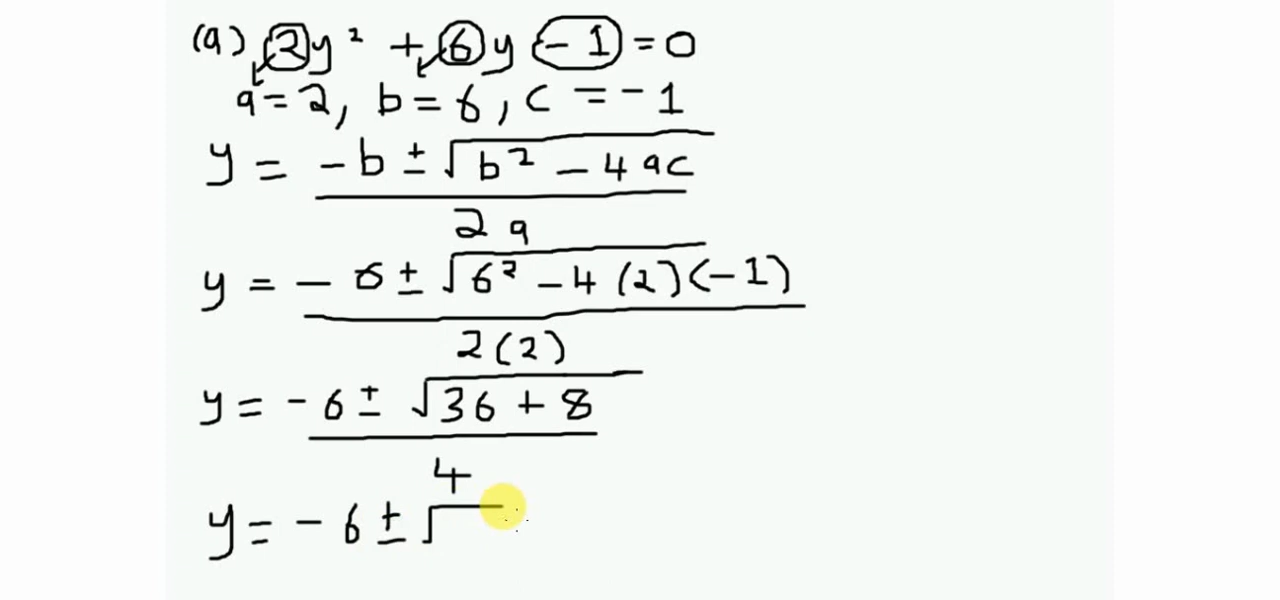 (a) 2y² + 6y - 1 = 0
a = 2, b = 6, c = - 1
y = - b ± √b² - 4ac
2a
y = - 6 ± √6² - 4 (2) (-1)
2(2)
y = - 6 ± √36 + 8
4
y = - 6 ± √